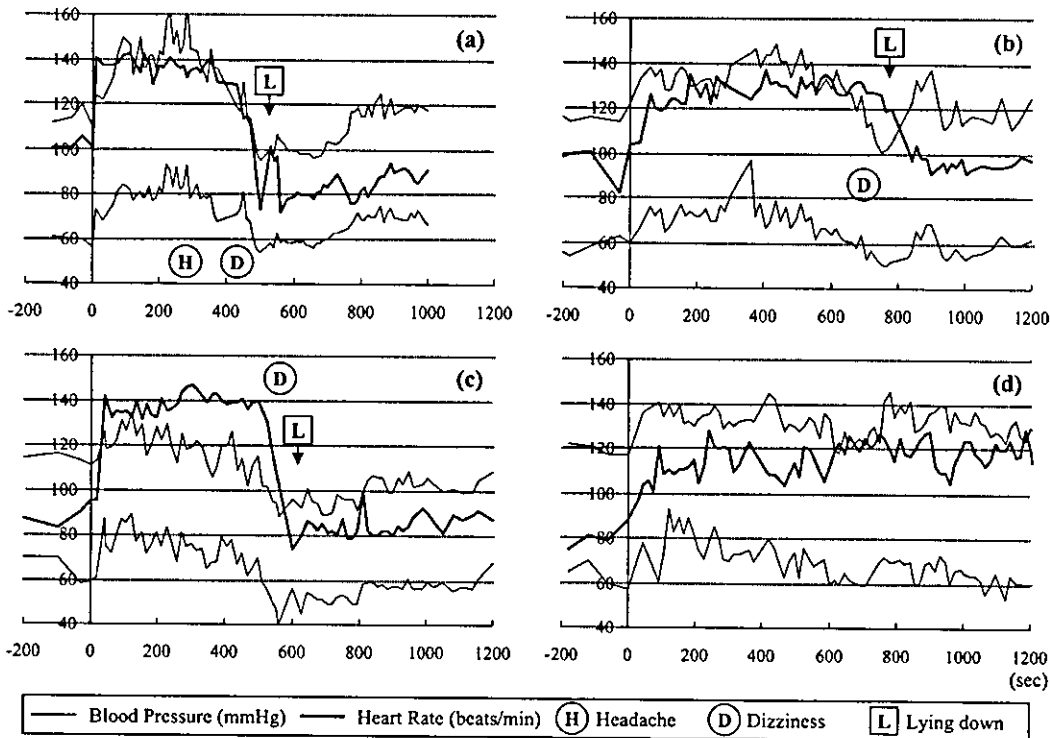 160 (a) 160 (b)
140 L 140 L
120 120
100 100
80 80 D
60 60
H D
40 40
-200 0 200 400 600 800 1000 -200 0 200 400 600 800 1000 1200
160 D (c) 160 (d)
140 140
L
120 120
100 100
80 80
60 60
40 40
-200 0 200 400 600 800 1000 1200 -200 0 200 400 600 800 1000 1200
(sec)
Blood Pressure (mmHg) Heart Rate (beats/min) H Headache D Dizziness L Lying down